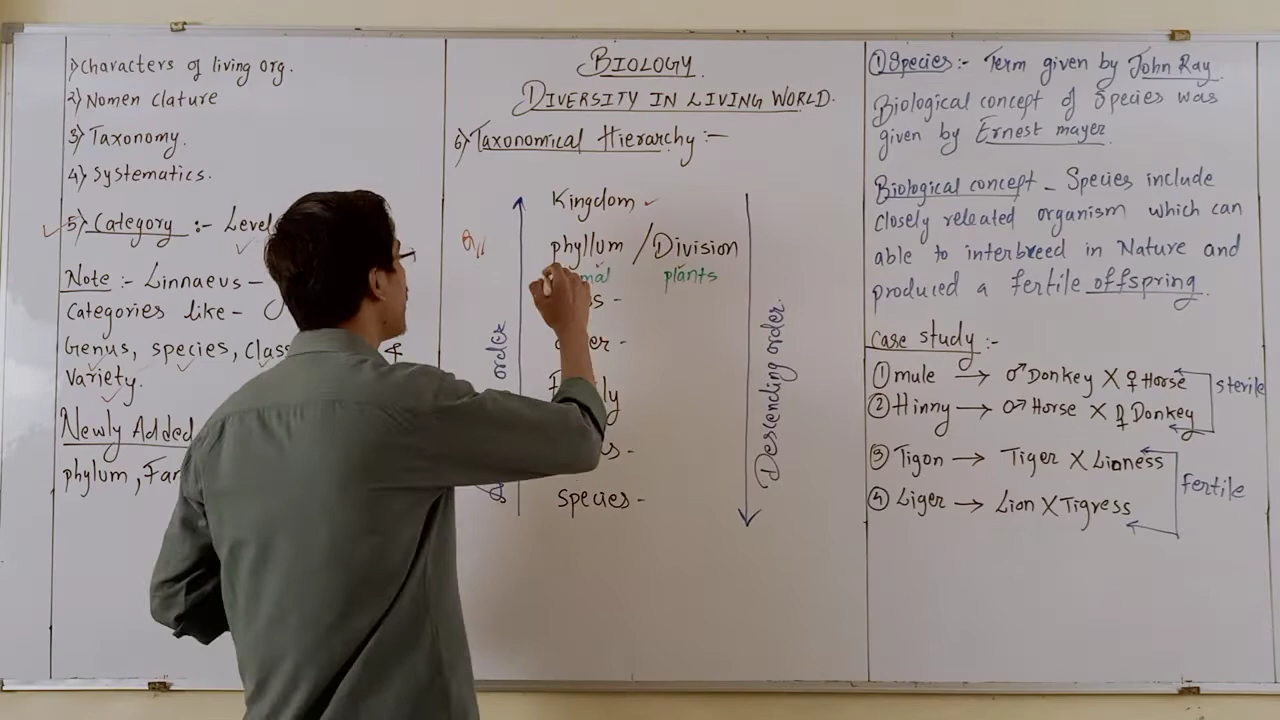 1) Characters of living org.
2) Nomen clature
3) Taxonomy.
4) Systematics.
5) Category :- Level
Note :- Linnaeus -
Categories like -
Genus, species, Class &
Variety.
Newly Added
phylum,
BIOLOGY
DIVERSITY IN LIVING WORLD.
6) Taxonomical Hierarchy :-
Kingdom
Q
phyllum / Division
plants
order
species -
Descending order.
① Species :- Term given by John Ray
Biological concept of Species was
given by Ernest mayer
Biological concept - Species include
closely releated organism which can
able to interbreed in Nature and
produced a fertile offspring.
case study :-
① mule → ♂ Donkey X ♀ Horse
sterile
② Hinny → ♂ Horse X ♀ Donkey
③ Tigon → Tiger X Lioness
fertile
④ Liger → Lion X Tigress